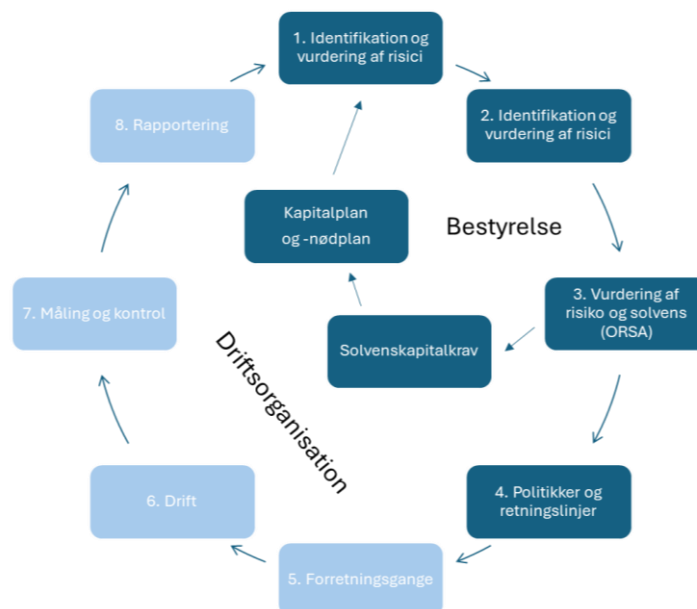 1. Identifikation og
vurdering af risici
2. Identifikation og
vurdering af risici
3. Vurdering af
risiko og solvens
(ORSA)
4. Politikker og
retningslinjer
5. Forretningsgange
6. Drift
7. Måling og kontrol
8. Rapportering
Kapitalplan
og -nødplan
Solvenskapitalkrav
Bestyrelse
Driftsorganisation